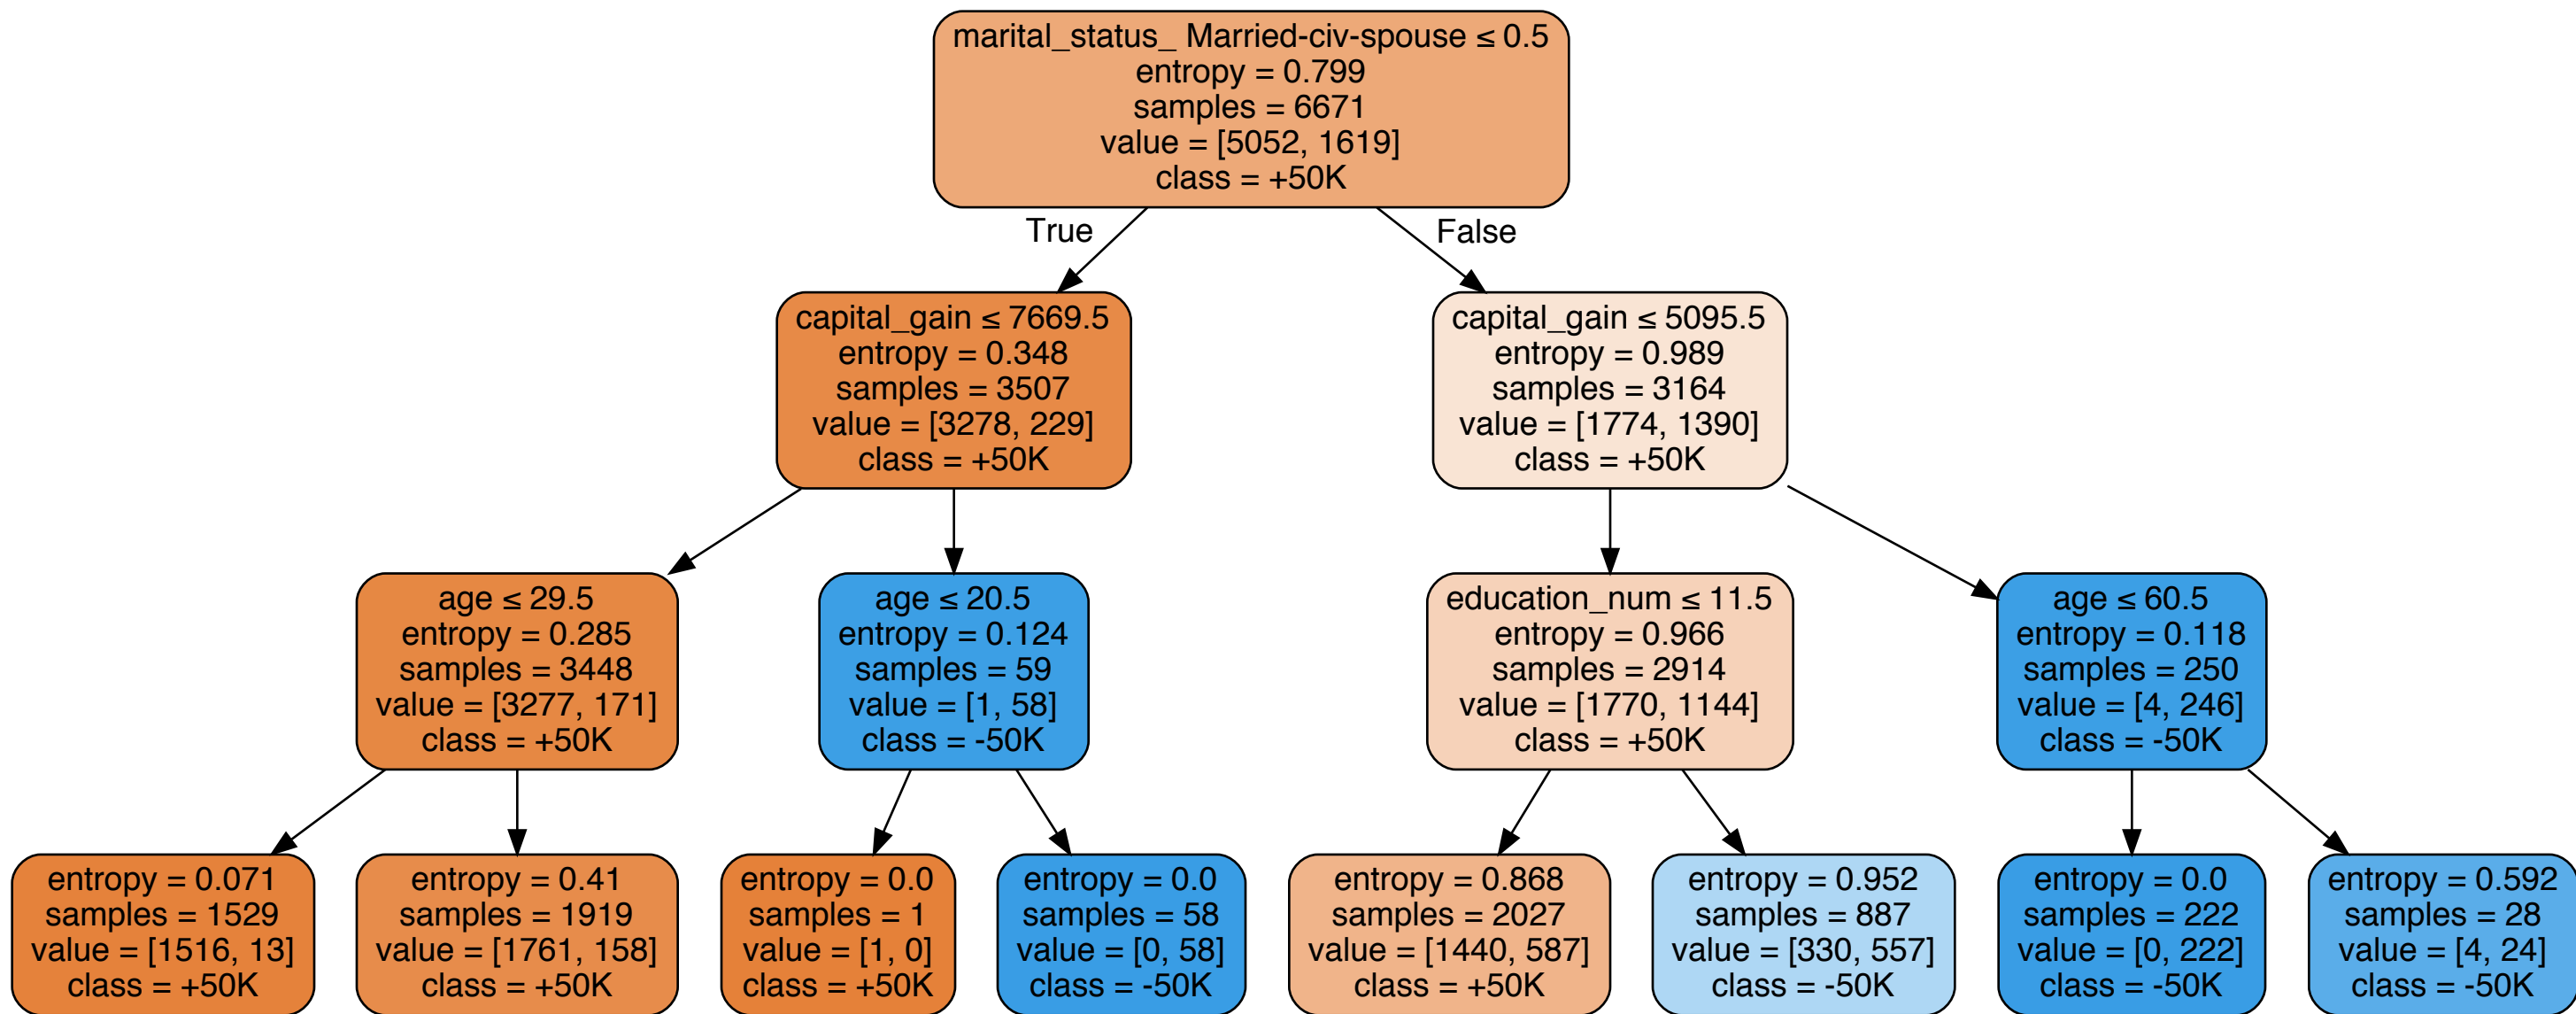 marital_status_ Married-civ-spouse ≤ 0.5
entropy = 0.799
samples = 6671
value = [5052, 1619]
class = +50K
True
False
capital_gain ≤ 7669.5
entropy = 0.348
samples = 3507
value = [3278, 229]
class = +50K
capital_gain ≤ 5095.5
entropy = 0.989
samples = 3164
value = [1774, 1390]
class = +50K
age ≤ 29.5
entropy = 0.285
samples = 3448
value = [3277, 171]
class = +50K
age ≤ 20.5
entropy = 0.124
samples = 59
value = [1, 58]
class = -50K
education_num ≤ 11.5
entropy = 0.966
samples = 2914
value = [1770, 1144]
class = +50K
age ≤ 60.5
entropy = 0.118
samples = 250
value = [4, 246]
class = -50K
entropy = 0.071
samples = 1529
value = [1516, 13]
class = +50K
entropy = 0.41
samples = 1919
value = [1761, 158]
class = +50K
entropy = 0.0
samples = 1
value = [1, 0]
class = +50K
entropy = 0.0
samples = 58
value = [0, 58]
class = -50K
entropy = 0.868
samples = 2027
value = [1440, 587]
class = +50K
entropy = 0.952
samples = 887
value = [330, 557]
class = -50K
entropy = 0.0
samples = 222
value = [0, 222]
class = -50K
entropy = 0.592
samples = 28
value = [4, 24]
class = -50K